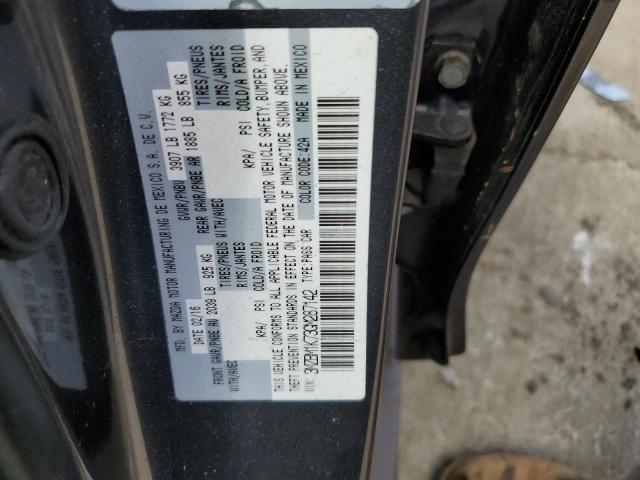 MFD. BY MAZDA MOTOR MANUFACTURING DE MEXICO S.A. DE C.V.
DATE 02/16 GVWR/PNBV 3907 LB 1772 KG
FRONT GAWR/PNBE AV 2039 LB 925 KG REAR GAWR/PNBE AR 1885 LB 855 KG
WITH/AVEC TIRES/PNEUS WITH/AVEC TIRES/PNEUS
RIMS/JANTES RIMS/JANTES
KPA/ PSI COLD/A FROID KPA/ PSI COLD/A FROID
THIS VEHICLE CONFORMS TO ALL APPLICABLE FEDERAL MOTOR VEHICLE SAFETY, BUMPER, AND
THEFT PREVENTION STANDARDS IN EFFECT ON THE DATE OF MANUFACTURE SHOWN ABOVE.
VIN: 3MZBM1K73GM287142 TYPE:PASS CAR COLOR CODE:42A MADE IN MEXICO